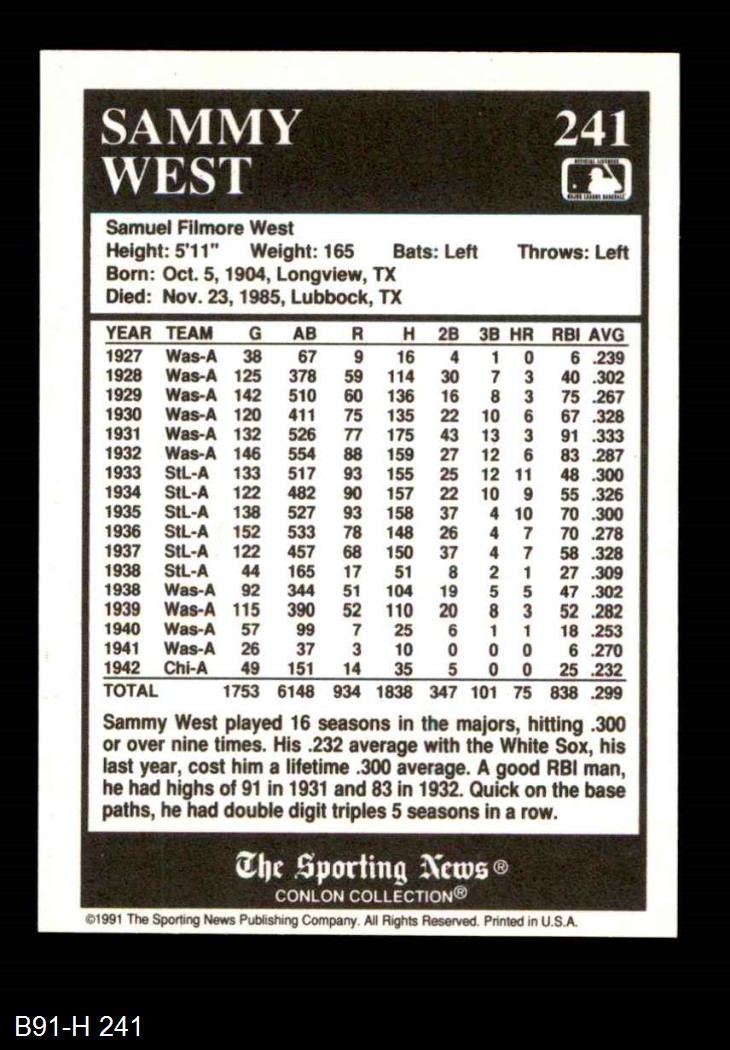 SAMMY 241
WEST
OFFICIAL LICENSEE
MAJOR LEAGUE BASEBALL
Samuel Filmore West
Height: 5'11" Weight: 165 Bats: Left Throws: Left
Born: Oct. 5, 1904, Longview, TX
Died: Nov. 23, 1985, Lubbock, TX
YEAR TEAM G AB R H 2B 3B HR RBI AVG
1927 Was-A 38 67 9 16 4 1 0 6 .239
1928 Was-A 125 378 59 114 30 7 3 40 .302
1929 Was-A 142 510 60 136 16 8 3 75 .267
1930 Was-A 120 411 75 135 22 10 6 67 .328
1931 Was-A 132 526 77 175 43 13 3 91 .333
1932 Was-A 146 554 88 159 27 12 6 83 .287
1933 StL-A 133 517 93 155 25 12 11 48 .300
1934 StL-A 122 482 90 157 22 10 9 55 .326
1935 StL-A 138 527 93 158 37 4 10 70 .300
1936 StL-A 152 533 78 148 26 4 7 70 .278
1937 StL-A 122 457 68 150 37 4 7 58 .328
1938 StL-A 44 165 17 51 8 2 1 27 .309
1938 Was-A 92 344 51 104 19 5 5 47 .302
1939 Was-A 115 390 52 110 20 8 3 52 .282
1940 Was-A 57 99 7 25 6 1 1 18 .253
1941 Was-A 26 37 3 10 0 0 0 6 .270
1942 Chi-A 49 151 14 35 5 0 0 25 .232
TOTAL 1753 6148 934 1838 347 101 75 838 .299
Sammy West played 16 seasons in the majors, hitting .300
or over nine times. His .232 average with the White Sox, his
last year, cost him a lifetime .300 average. A good RBI man,
he had highs of 91 in 1931 and 83 in 1932. Quick on the base
paths, he had double digit triples 5 seasons in a row.
The Sporting News®
CONLON COLLECTION®
©1991 The Sporting News Publishing Company. All Rights Reserved. Printed in U.S.A.
B91-H 241